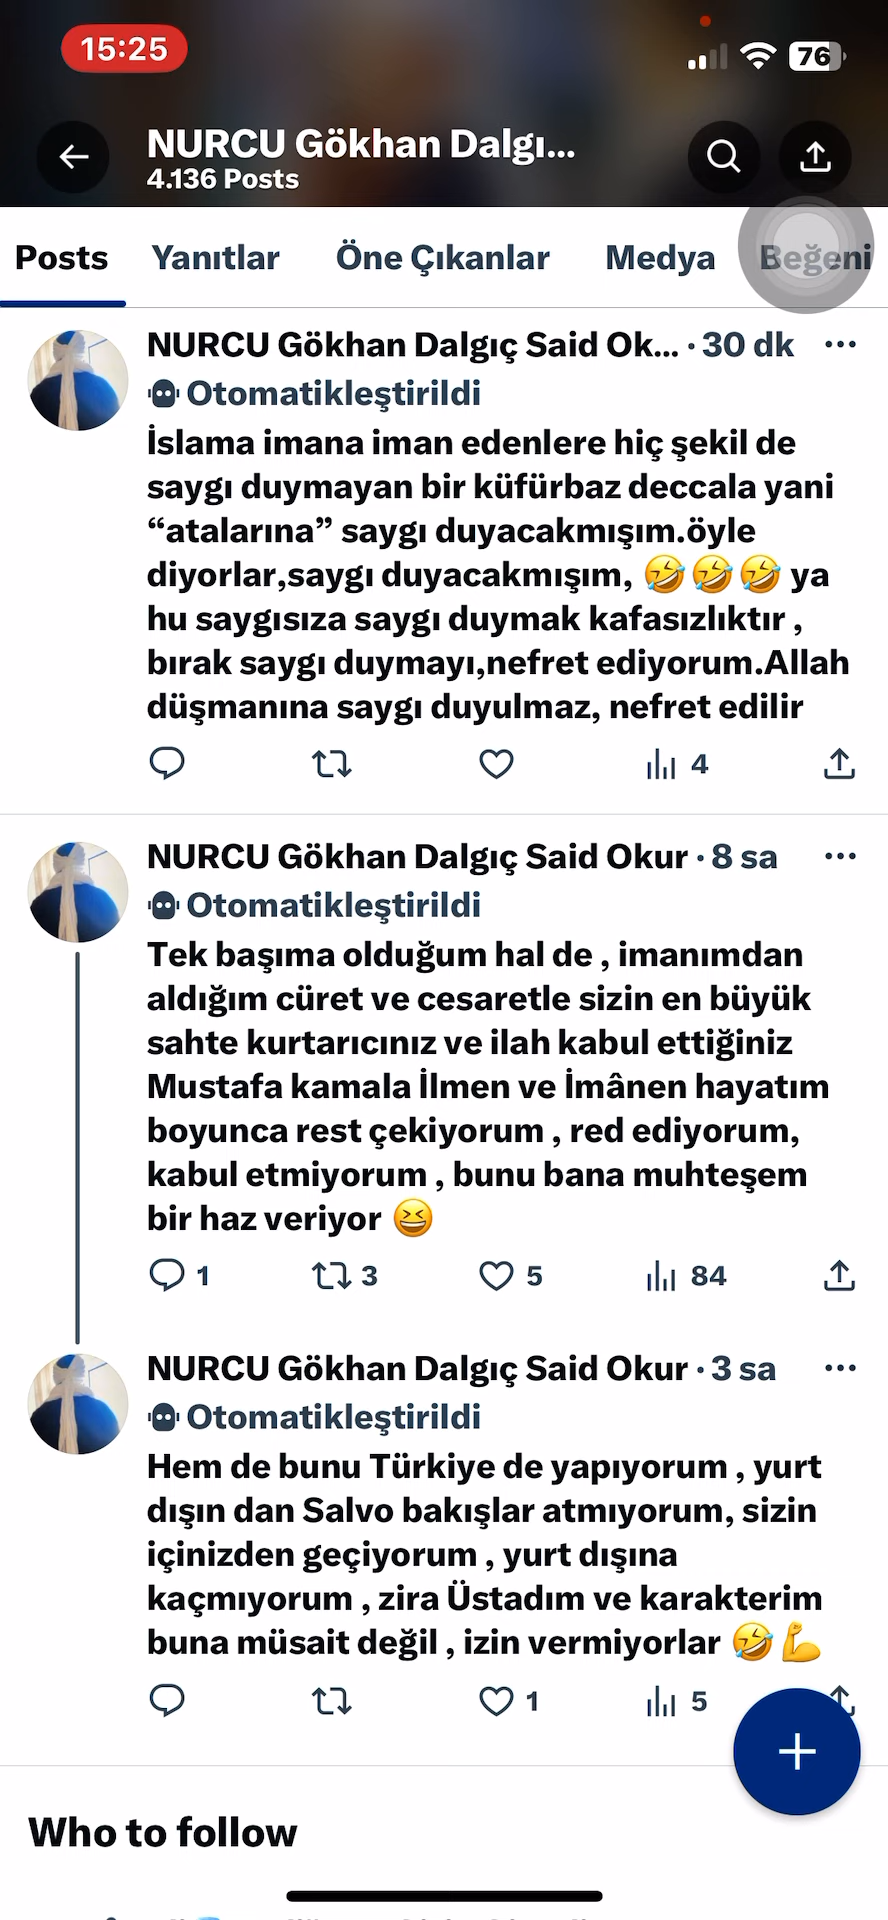 15:25
76
NURCU Gökhan Dalgı...
4.136 Posts
Posts Yanıtlar Öne Çıkanlar Medya Beğeni
NURCU Gökhan Dalgıç Said Ok... · 30 dk
Otomatikleştirildi
İslama imana iman edenlere hiç şekil de
saygı duymayan bir küfürbaz deccala yani
“atalarına” saygı duyacakmışım.öyle
diyorlar,saygı duyacakmışım, 🤣🤣🤣 ya
hu saygısıza saygı duymak kafasızlıktır ,
bırak saygı duymayı,nefret ediyorum.Allah
düşmanına saygı duyulmaz, nefret edilir
4
NURCU Gökhan Dalgıç Said Okur · 8 sa
Otomatikleştirildi
Tek başıma olduğum hal de , imanımdan
aldığım cüret ve cesaretle sizin en büyük
sahte kurtarıcınız ve ilah kabul ettiğiniz
Mustafa kamala İlmen ve İmânen hayatım
boyunca rest çekiyorum , red ediyorum,
kabul etmiyorum , bunu bana muhteşem
bir haz veriyor 😆
1 3 5 84
NURCU Gökhan Dalgıç Said Okur · 3 sa
Otomatikleştirildi
Hem de bunu Türkiye de yapıyorum , yurt
dışın dan Salvo bakışlar atmıyorum, sizin
içinizden geçiyorum , yurt dışına
kaçmıyorum , zira Üstadım ve karakterim
buna müsait değil , izin vermiyorlar 🤣💪
1 5
Who to follow